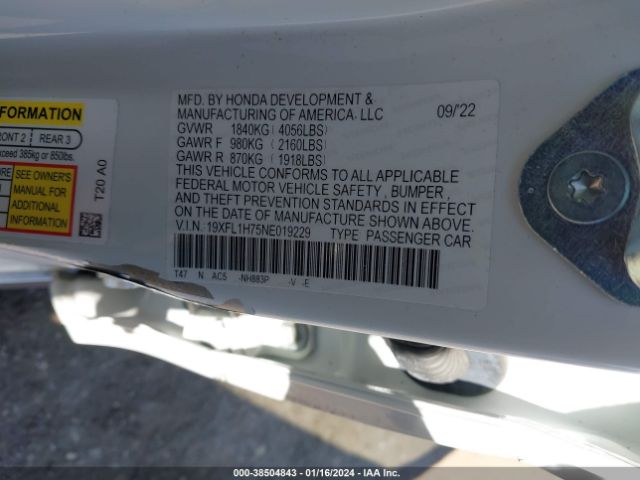 FORMATION
RONT 2 REAR 3
exceed 385kg or 850lbs.
SEE OWNER'S
MANUAL FOR
ADDITIONAL
INFORMATION
T20 A0
MFD. BY HONDA DEVELOPMENT &
MANUFACTURING OF AMERICA, LLC 09/'22
GVWR 1840KG ( 4056LBS)
GAWR F 980KG ( 2160LBS)
GAWR R 870KG ( 1918LBS)
THIS VEHICLE CONFORMS TO ALL APPLICABLE
FEDERAL MOTOR VEHICLE SAFETY , BUMPER ,
AND THEFT PREVENTION STANDARDS IN EFFECT
ON THE DATE OF MANUFACTURE SHOWN ABOVE.
V.I.N: 19XFL1H75NE019229 TYPE: PASSENGER CAR
T47 N AC5 -NH883P -V -E
000-38504843 - 01/16/2024 - IAA Inc.